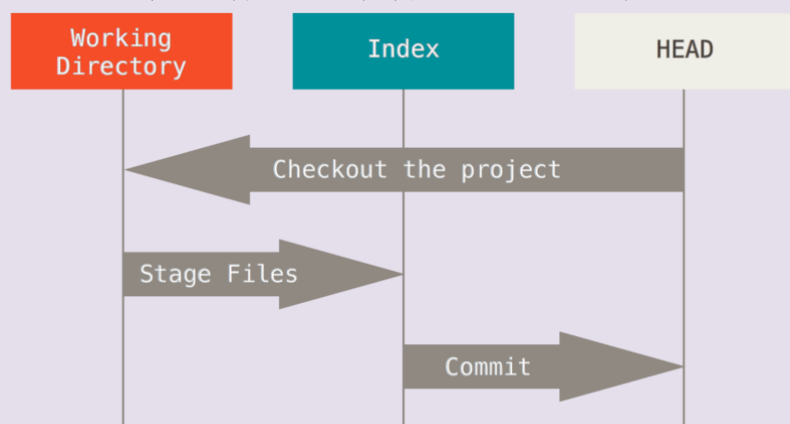 Working
Directory
Index
HEAD
Checkout the project
Stage Files
Commit